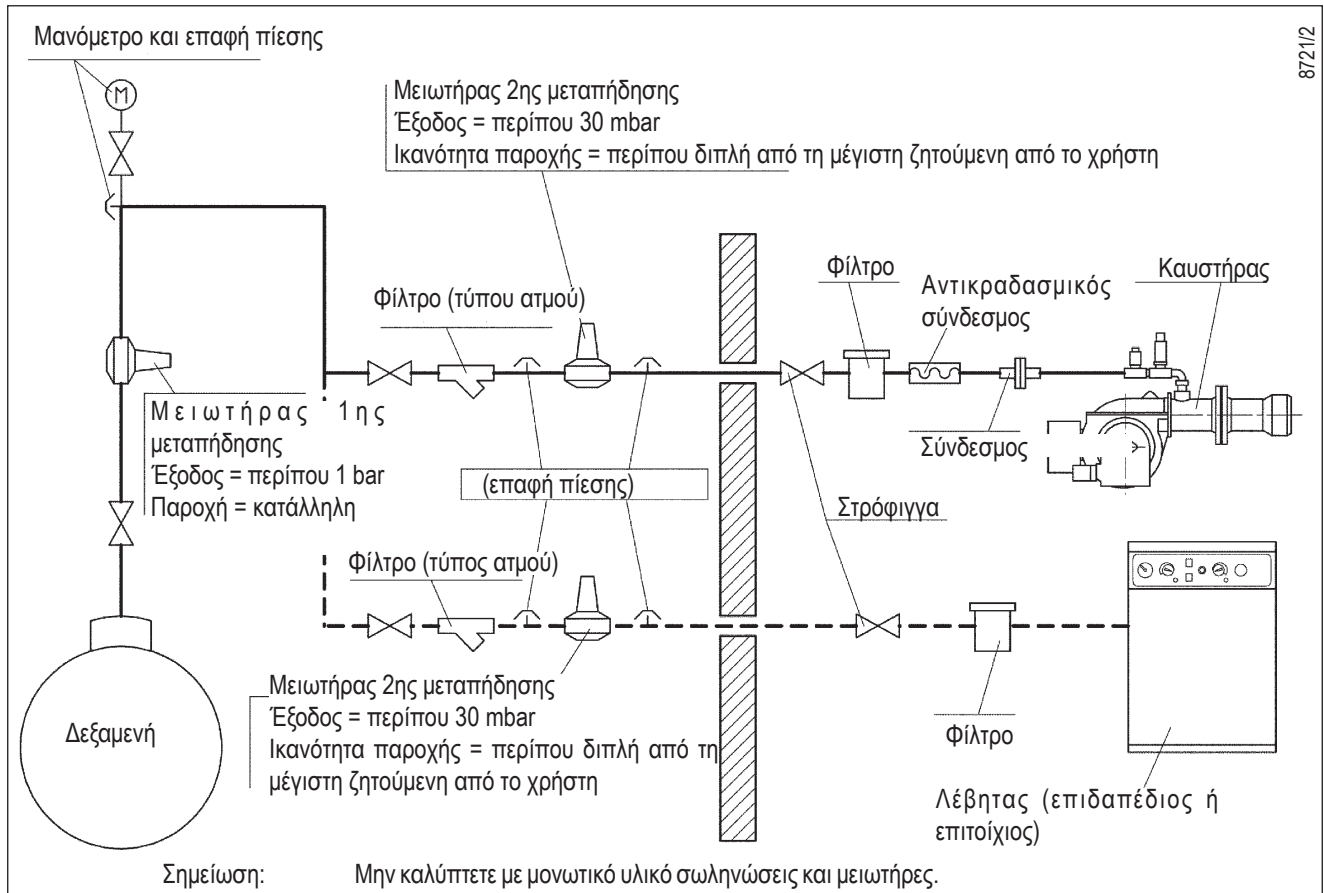 8721/2
Μανόμετρο και επαφή πίεσης
M
Μειωτήρας 2ης μεταπήδησης
Έξοδος = περίπου 30 mbar
Ικανότητα παροχής = περίπου διπλή από τη μέγιστη ζητούμενη από το χρήστη
Φίλτρο (τύπου ατμού)
Φίλτρο
Αντικραδασμικός
σύνδεσμος
Καυστήρας
Μειωτήρας 1ης
μεταπήδησης
Έξοδος = περίπου 1 bar
Παροχή = κατάλληλη
(επαφή πίεσης)
Σύνδεσμος
Στρόφιγγα
Φίλτρο (τύπος ατμού)
Μειωτήρας 2ης μεταπήδησης
Έξοδος = περίπου 30 mbar
Ικανότητα παροχής = περίπου διπλή από τη
μέγιστη ζητούμενη από το χρήστη
Δεξαμενή
Φίλτρο
Λέβητας (επιδαπέδιος ή
επιτοίχιος)
Σημείωση: Μην καλύπτετε με μονωτικό υλικό σωληνώσεις και μειωτήρες.